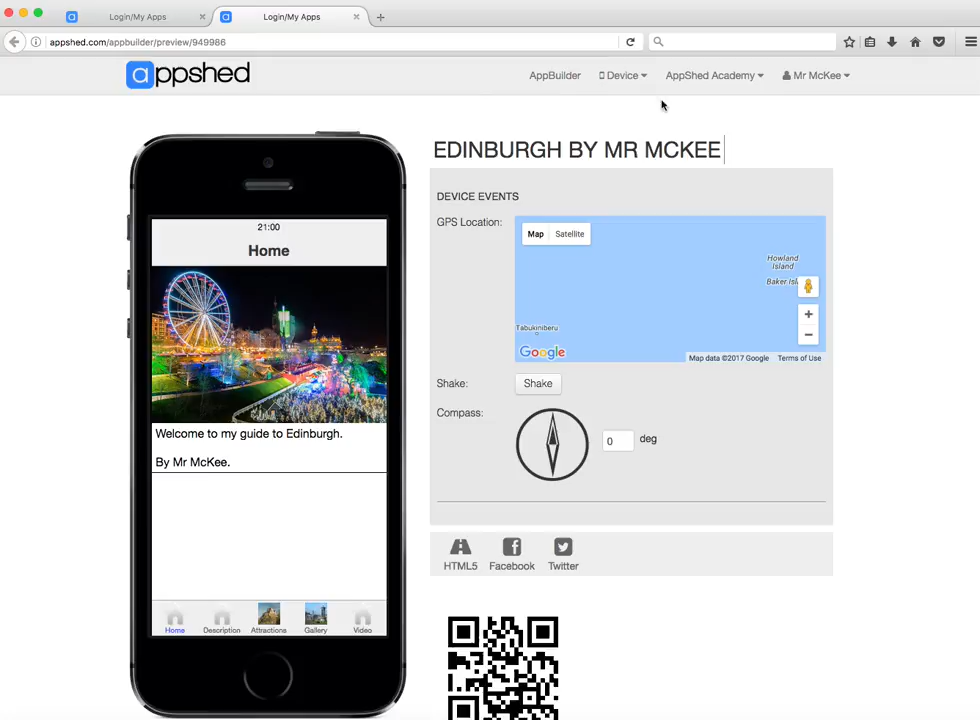 Login/My Apps
Login/My Apps
appshed.com/appbuilder/preview/949986
appshed
AppBuilder
Device
AppShed Academy
Mr McKee
EDINBURGH BY MR MCKEE
DEVICE EVENTS
GPS Location:
Map
Satellite
Howland
Island
Baker
Tabukiniberu
Google
Map data ©2017 Google
Terms of Use
Shake:
Shake
Compass:
0
deg
HTML5
Facebook
Twitter
21:00
Home
Welcome to my guide to Edinburgh.
By Mr McKee.
Home
Description
Attractions
Gallery
Video